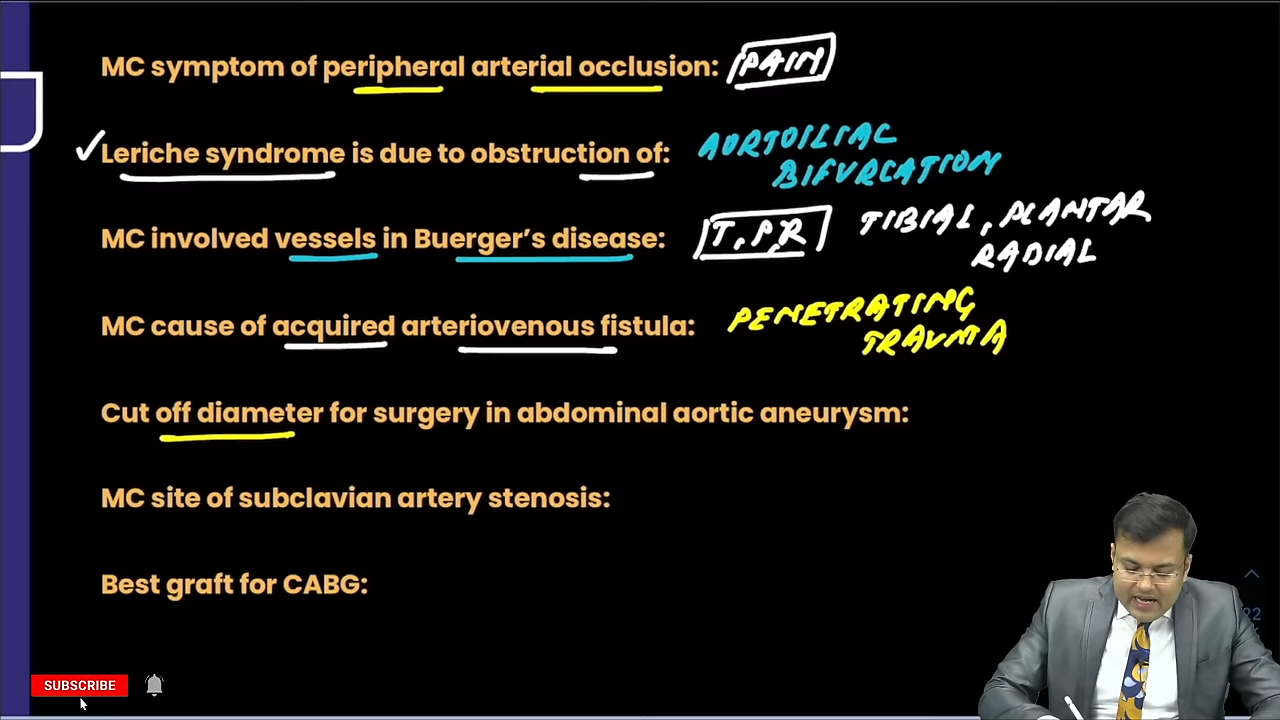 MC symptom of peripheral arterial occlusion: PAIN
✓Leriche syndrome is due to obstruction of: AORTOILIAC
BIFURCATION
MC involved vessels in Buerger's disease: T, P, R TIBIAL, PLANTAR
RADIAL
MC cause of acquired arteriovenous fistula: PENETRATING
TRAUMA
Cut off diameter for surgery in abdominal aortic aneurysm:
MC site of subclavian artery stenosis:
Best graft for CABG:
SUBSCRIBE